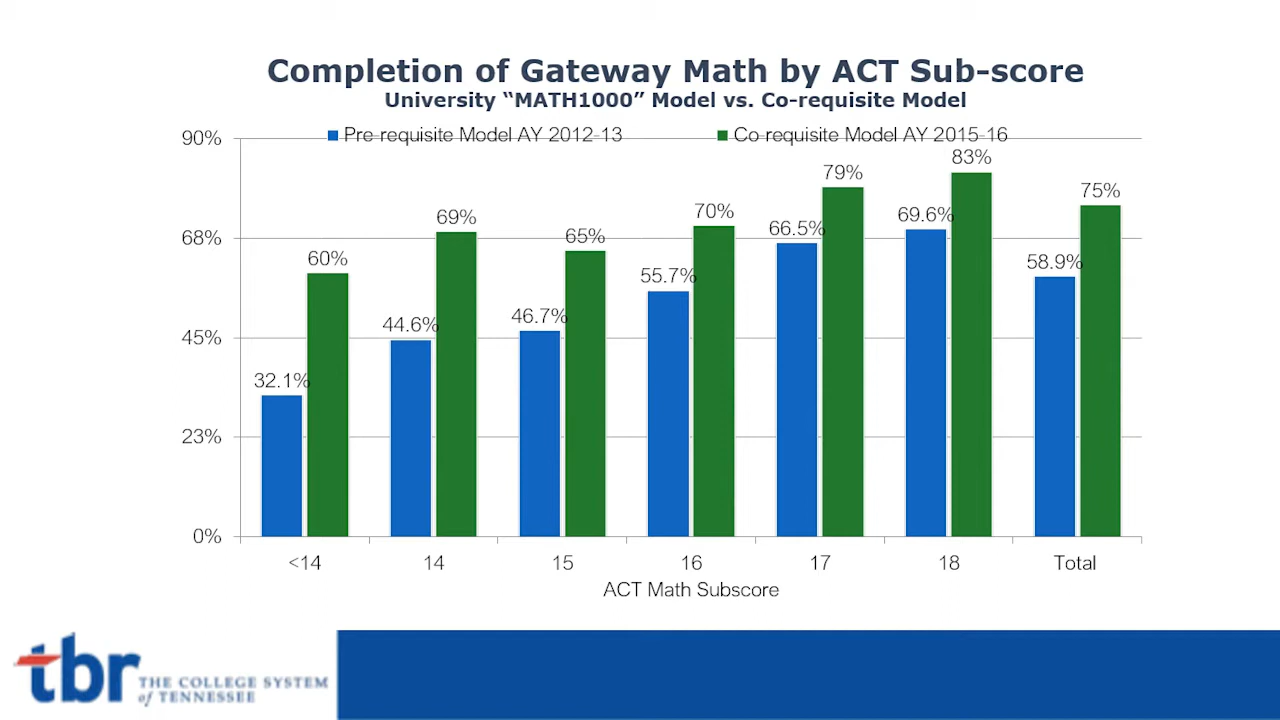 Completion of Gateway Math by ACT Sub-score
University “MATH1000” Model vs. Co-requisite Model
Pre-requisite Model AY 2012-13
Co-requisite Model AY 2015-16
90%
68%
45%
23%
0%
32.1%
60%
44.6%
69%
46.7%
65%
55.7%
70%
66.5%
79%
69.6%
83%
58.9%
75%
<14
14
15
16
17
18
Total
ACT Math Subscore
tbr
THE COLLEGE SYSTEM
of TENNESSEE